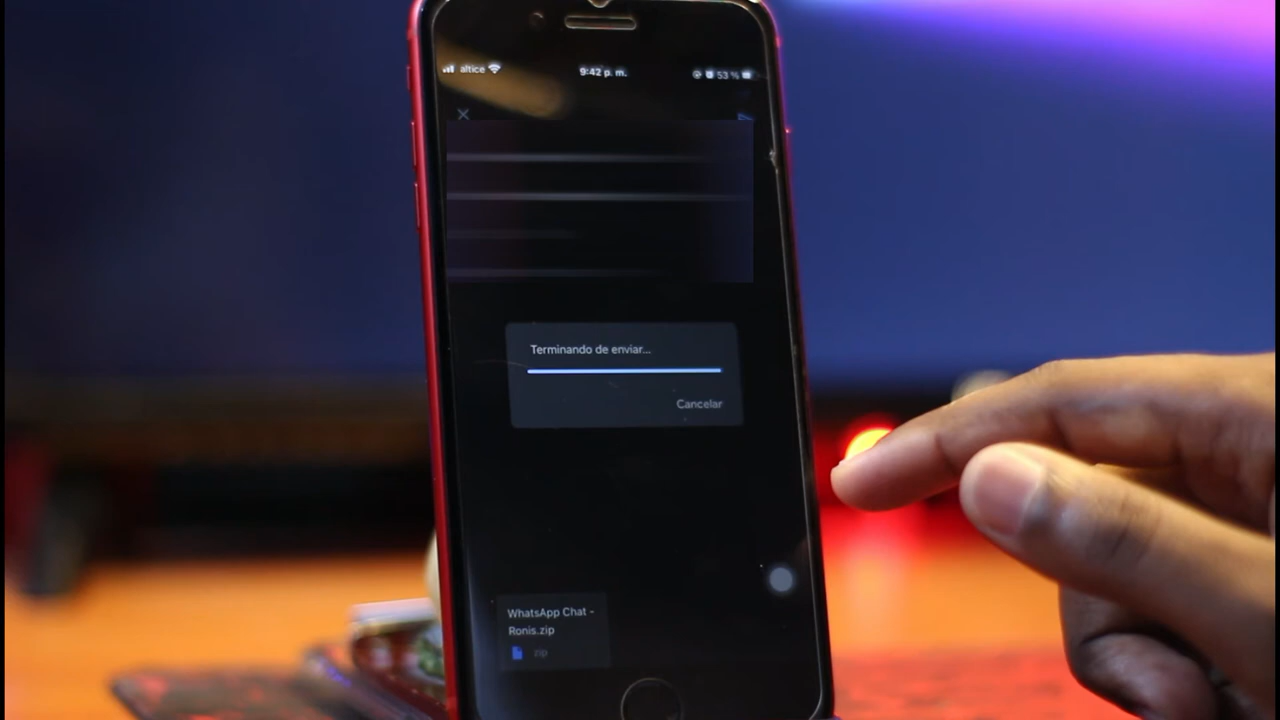 altice 9:42 p. m. 53 %
Terminando de enviar...
Cancelar
WhatsApp Chat -
Ronis.zip
zip